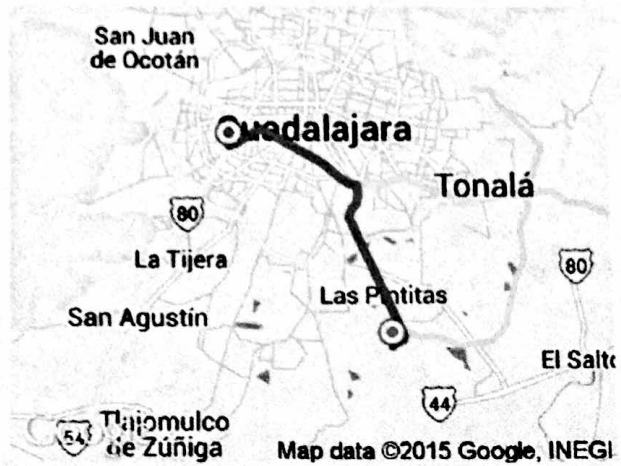 San Juan
de Ocotán
Guadalajara
Tonalá
80
La Tijera
80
Las Pintitas
San Agustín
El Salto
44
54
Tlajomulco
de Zúñiga
Map data ©2015 Google, INEGI